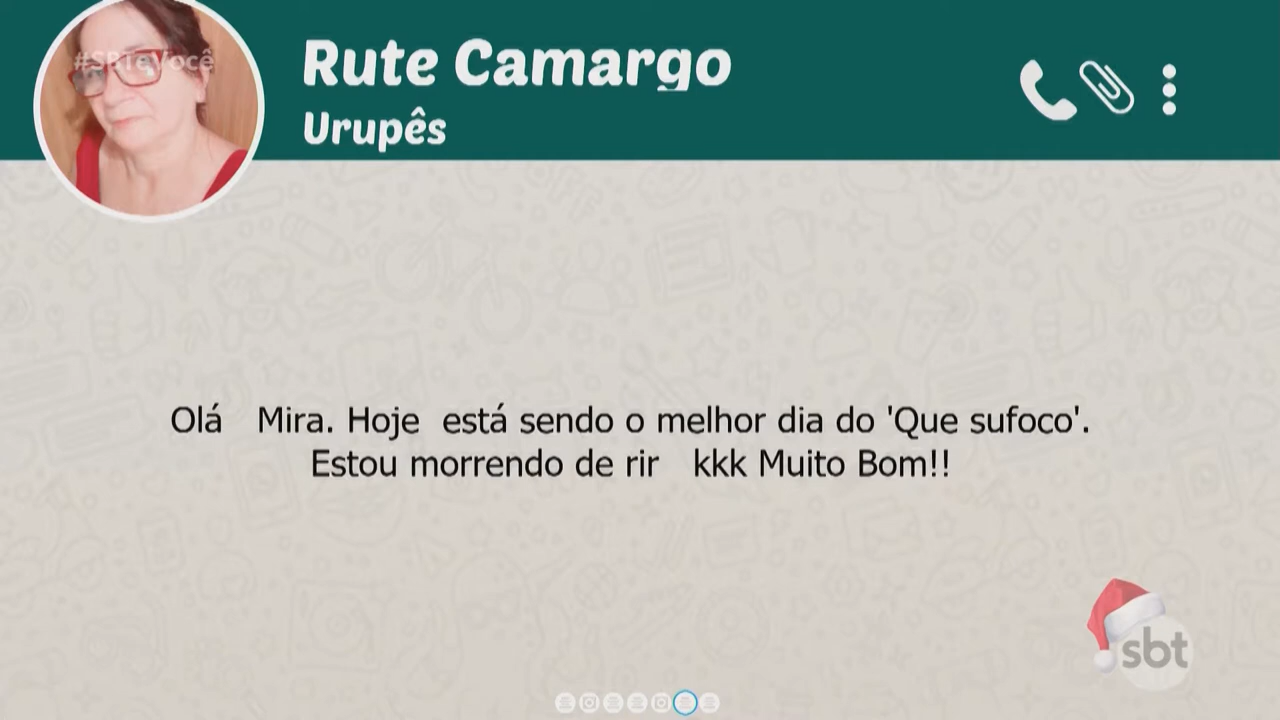 #SBTeVocê
Rute Camargo
Urupês
Olá Mira. Hoje está sendo o melhor dia do 'Que sufoco'.
Estou morrendo de rir kkk Muito Bom!!
sbt